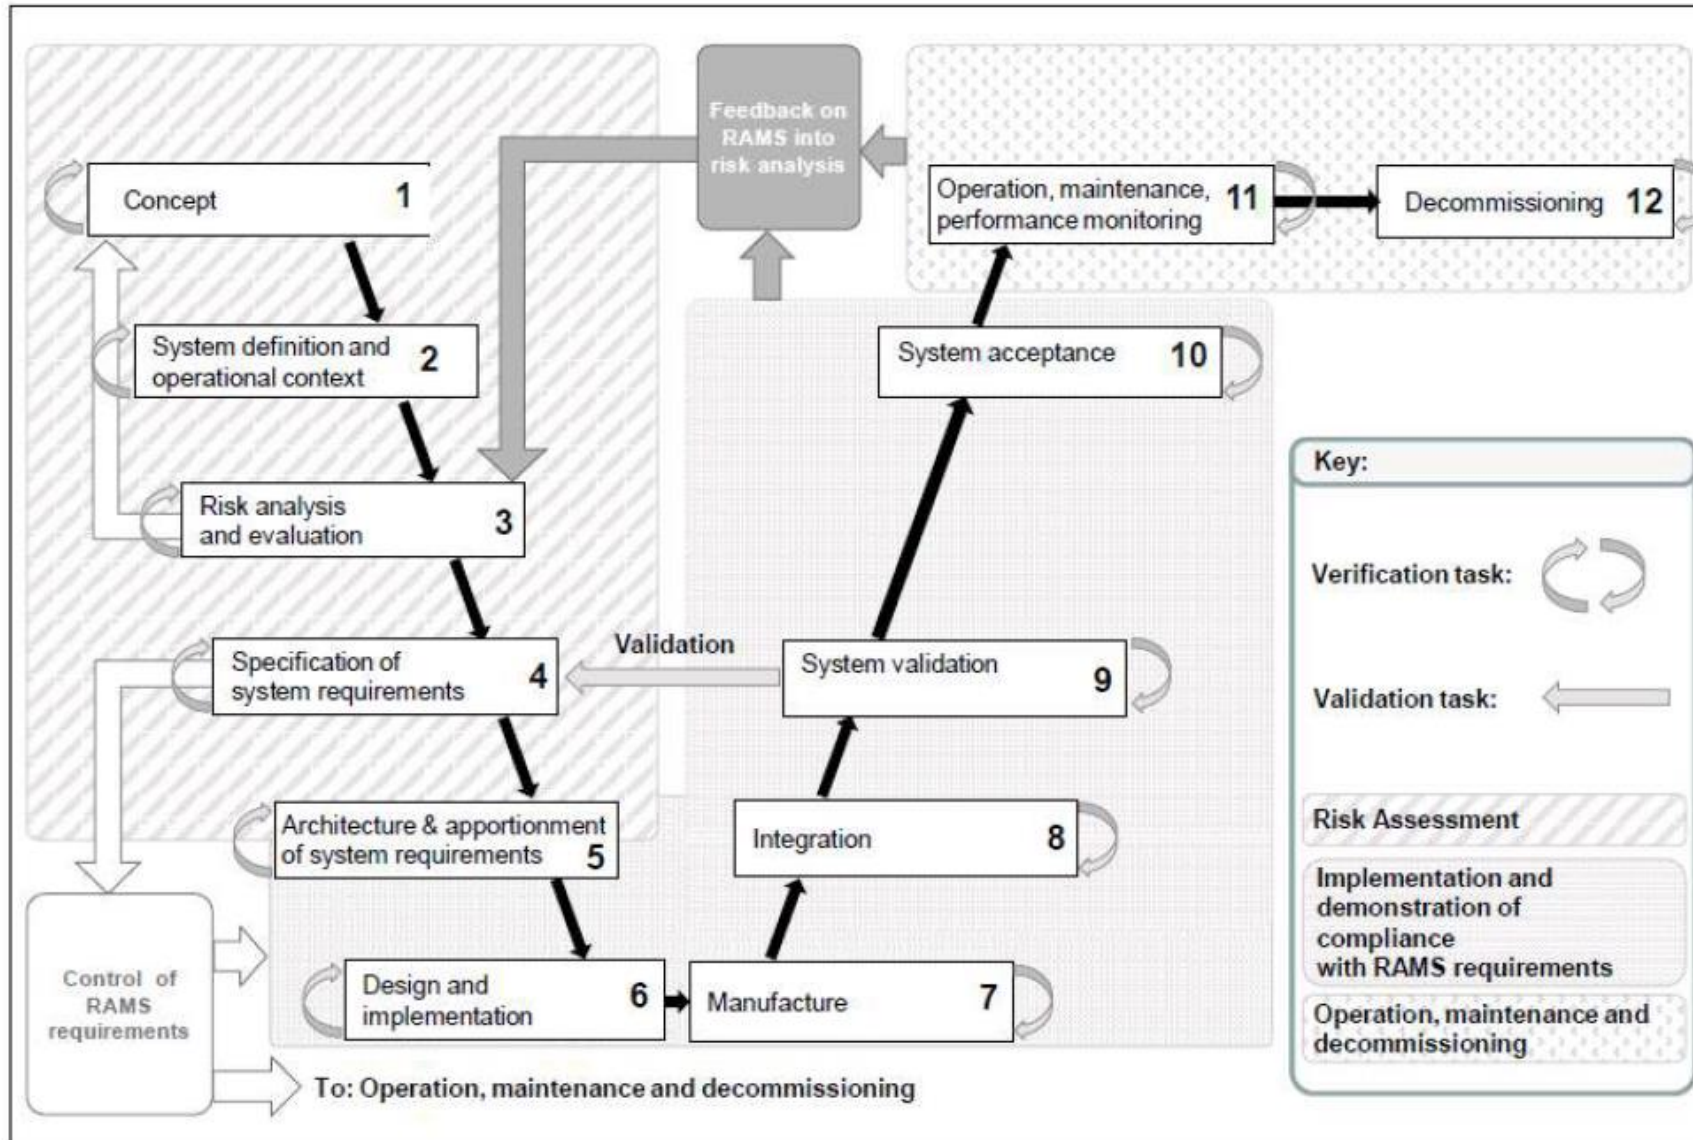 Feedback on
RAMS into
risk analysis
Concept 1
System definition and
operational context 2
Risk analysis
and evaluation 3
Specification of
system requirements 4
Architecture & apportionment
of system requirements 5
Design and
implementation 6
Manufacture 7
Integration 8
System validation 9
Validation
System acceptance 10
Operation, maintenance,
performance monitoring 11
Decommissioning 12
Control of
RAMS
requirements
To: Operation, maintenance and decommissioning
Key:
Verification task:
Validation task:
Risk Assessment
Implementation and
demonstration of
compliance
with RAMS requirements
Operation, maintenance and
decommissioning